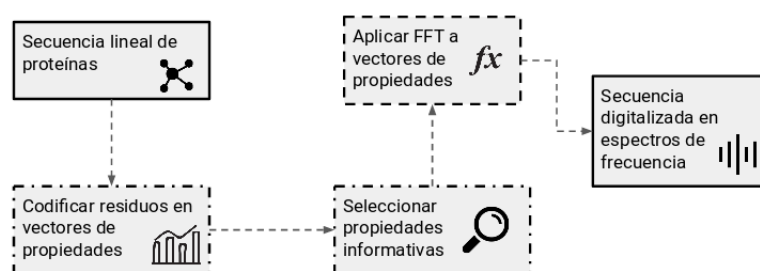 Secuencia lineal de
proteínas
Codificar residuos en
vectores de
propiedades
Seleccionar
propiedades
informativas
Aplicar FFT a
vectores de
propiedades
fx
Secuencia
digitalizada en
espectros de
frecuencia